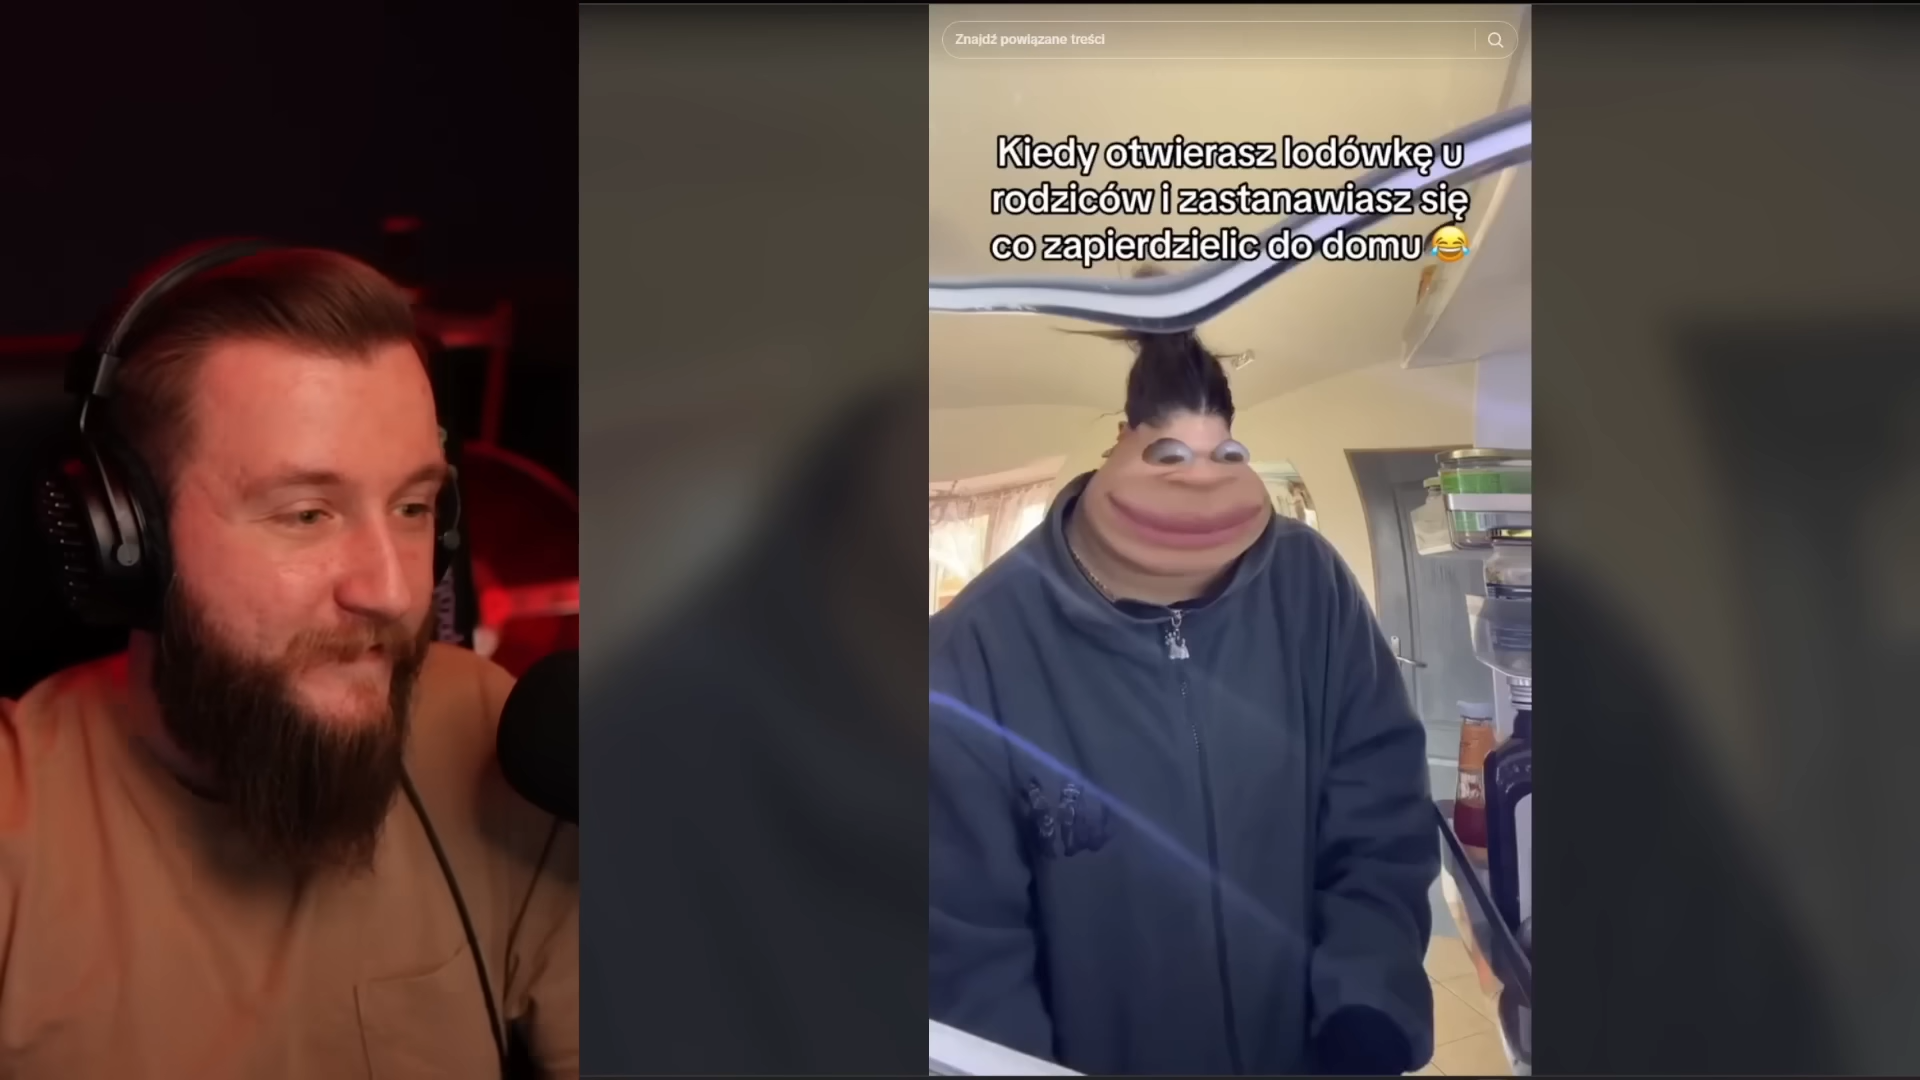 Znajdź powiązane treści
Kiedy otwierasz lodówkę u
rodziców i zastanawiasz się
co zapierdzielic do domu 😂